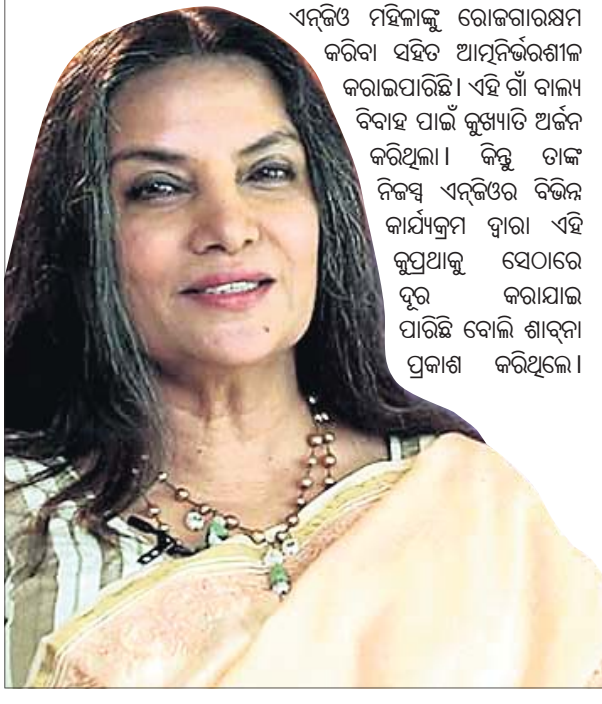 ଏନ୍‌ଜିଓ ମହିଳାଙ୍କୁ ରୋଜଗାରକ୍ଷମ
କରିବା ସହିତ ଆତ୍ମନିର୍ଭରଶୀଳ
କରାଇପାରିଛି। ଏହି ଗାଁ ବାଲ୍ୟ
ବିବାହ ପାଇଁ କୁଖ୍ୟାତି ଅର୍ଜନ
କରିଥିଲା। କିନ୍ତୁ ତାଙ୍କ
ନିଜସ୍ୱ ଏନ୍‌ଜିଓର ବିଭିନ୍ନ
କାର୍ଯ୍ୟକ୍ରମ ଦ୍ୱାରା ଏହି
କୁପ୍ରଥାକୁ ସେଠାରେ
ଦୂର କରାଯାଇ
ପାରିଛି ବୋଲି ଶାବ୍‌ନା
ପ୍ରକାଶ କରିଥିଲେ।